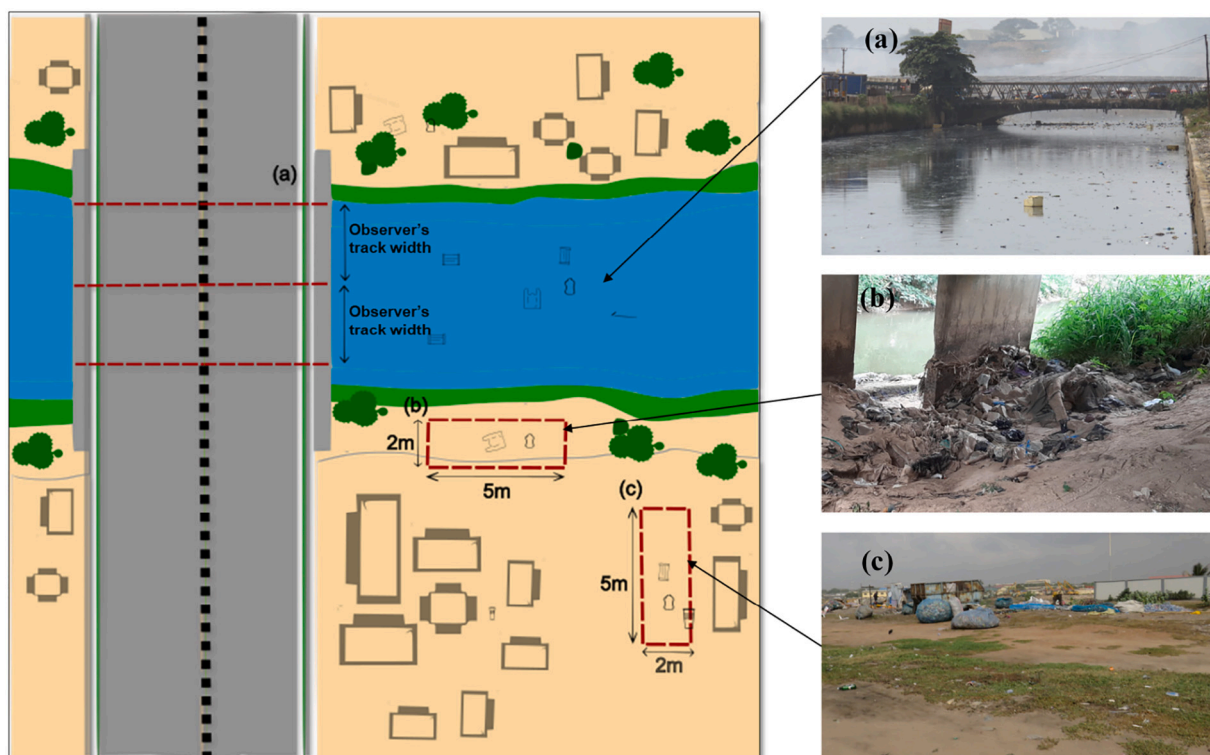 (a)
Observer's
track width
Observer's
track width
(b)
2m
5m
(c)
5m
2m
(a)
(b)
(c)